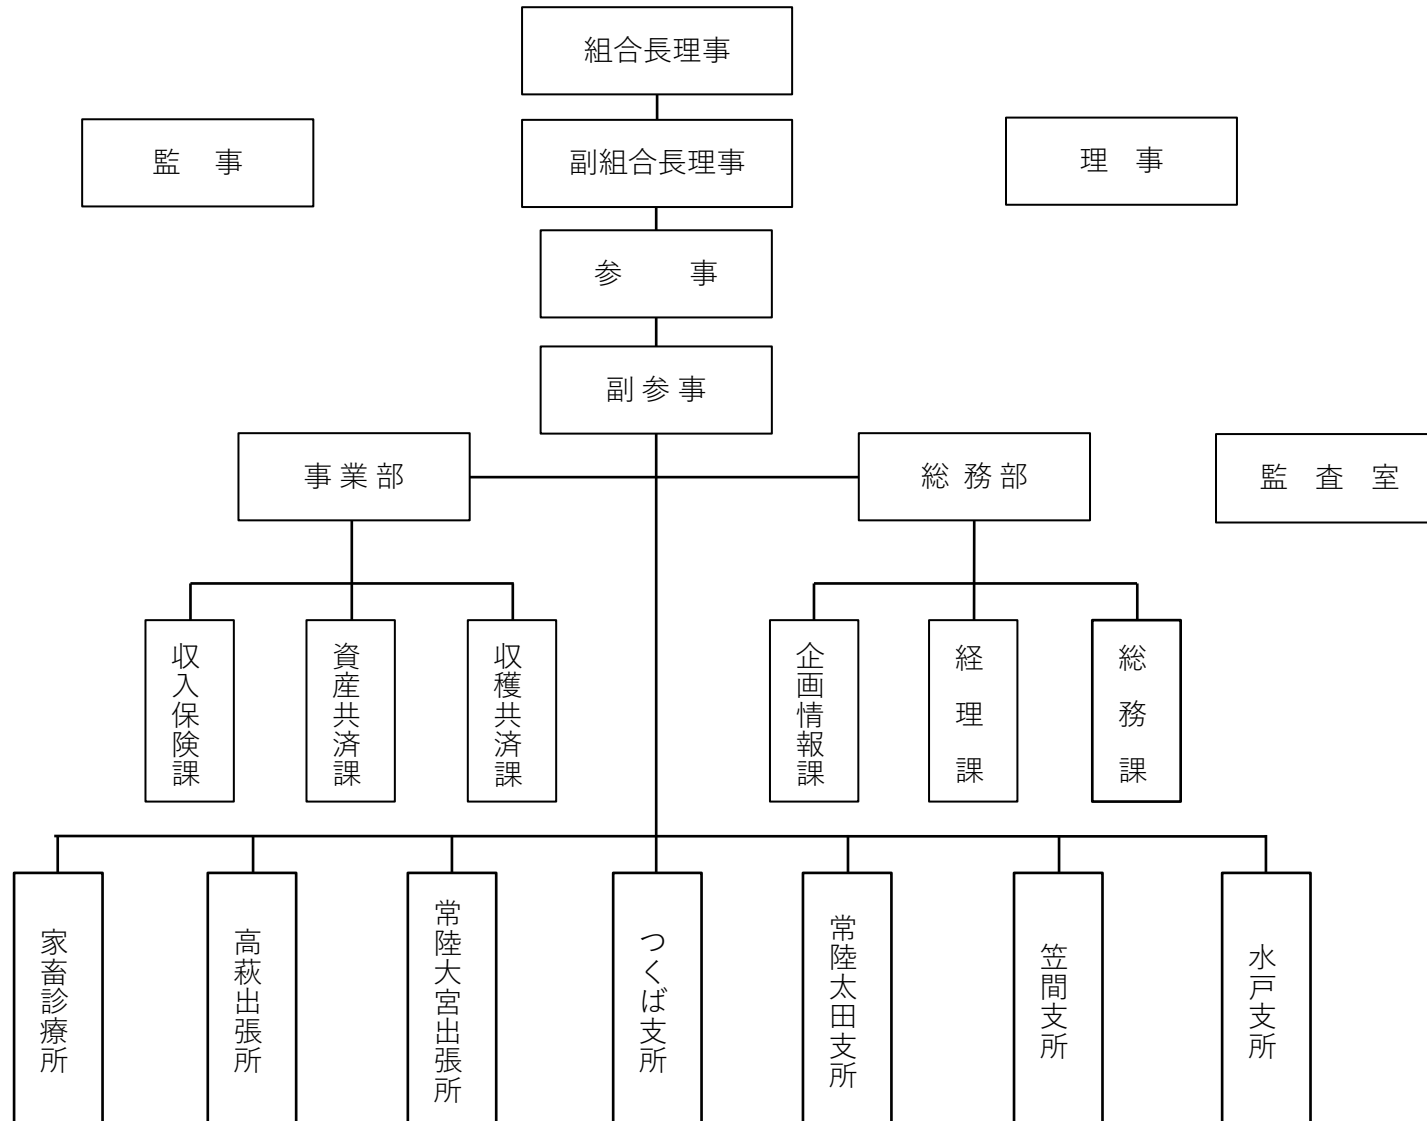 組合長理事
監　事
副組合長理事
理　事
参　　事
副 参 事
事 業 部
総 務 部
監　査　室
収入保険課
資産共済課
収穫共済課
企画情報課
経理課
総務課
家畜診療所
高萩出張所
常陸大宮出張所
つくば支所
常陸太田支所
笠間支所
水戸支所